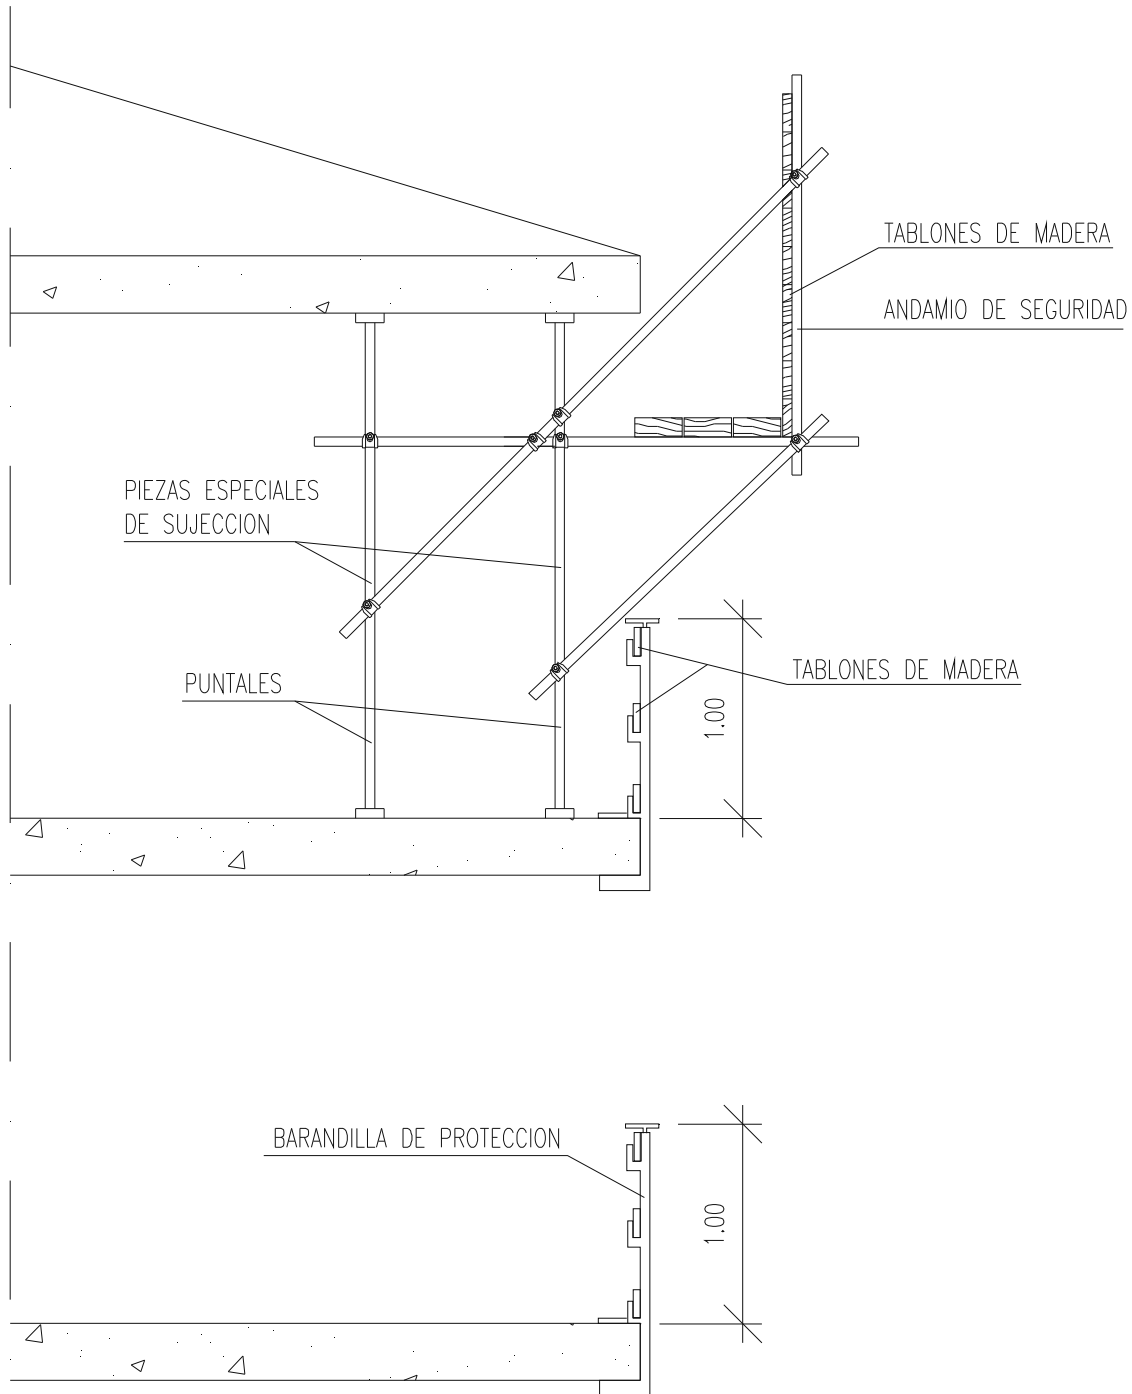 TABLONES DE MADERA
ANDAMIO DE SEGURIDAD
PIEZAS ESPECIALES
DE SUJECCION
PUNTALES
TABLONES DE MADERA
1.00
BARANDILLA DE PROTECCION
1.00